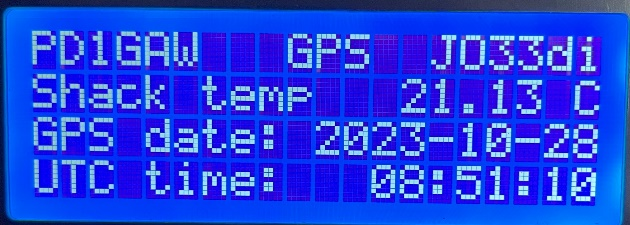 PD1GAW GPS JO33di
Shack temp 21.13 C
GPS date: 2023-10-28
UTC time: 08:51:10